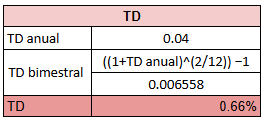 TD
TD anual 0.04
TD bimestral ((1+TD anual)^(2/12)) −1
0.006558
TD 0.66%